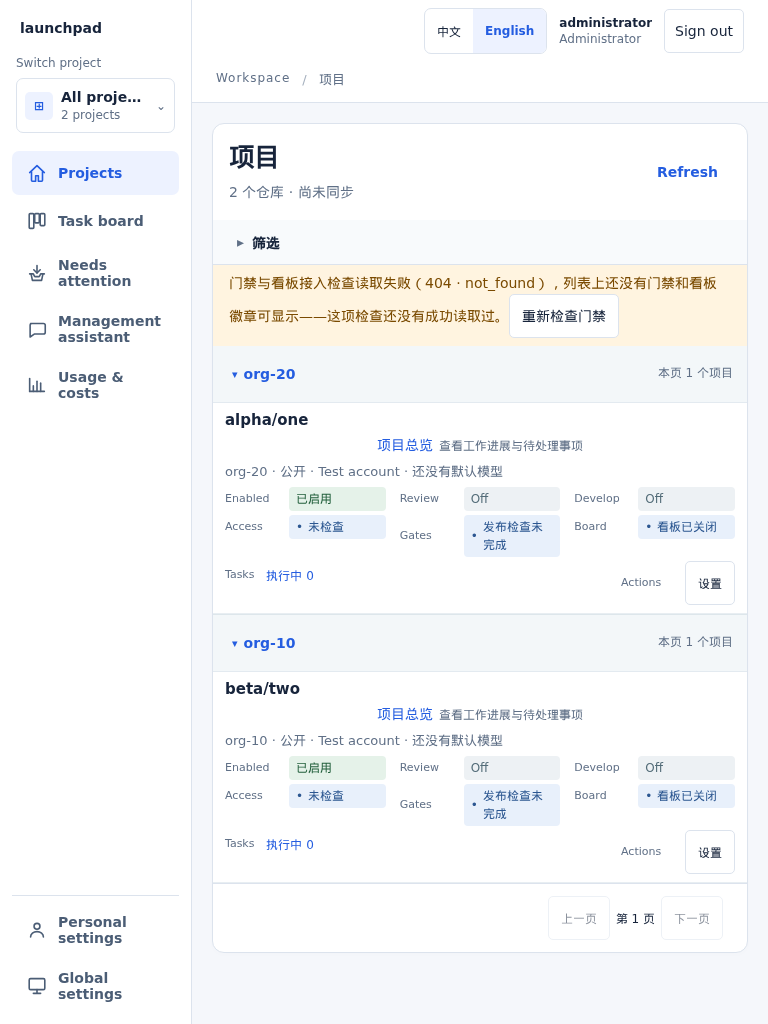 launchpad
Switch project
All proje…
2 projects
Projects
Task board
Needs
attention
Management
assistant
Usage &
costs
Personal
settings
Global
settings
中文
English
administrator
Administrator
Sign out
Workspace / 项目
项目
2 个仓库 · 尚未同步
Refresh
筛选
门禁与看板接入检查读取失败（404 · not_found），列表上还没有门禁和看板
徽章可显示——这项检查还没有成功读取过。 重新检查门禁
org-20
本页 1 个项目
alpha/one
项目总览 查看工作进展与待处理事项
org-20 · 公开 · Test account · 还没有默认模型
Enabled 已启用 Review Off Develop Off
Access • 未检查 Gates • 发布检查未
完成
Board • 看板已关闭
Tasks 执行中 0 Actions 设置
org-10
本页 1 个项目
beta/two
项目总览 查看工作进展与待处理事项
org-10 · 公开 · Test account · 还没有默认模型
Enabled 已启用 Review Off Develop Off
Access • 未检查 Gates • 发布检查未
完成
Board • 看板已关闭
Tasks 执行中 0 Actions 设置
上一页 第 1 页 下一页